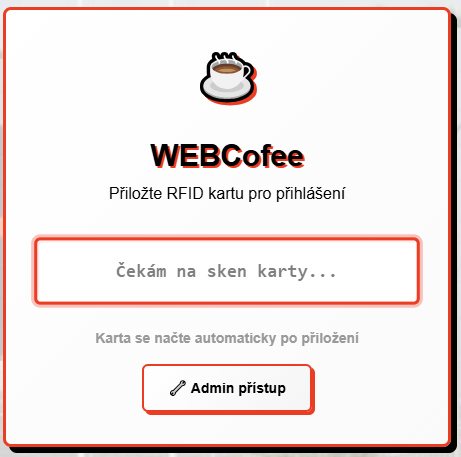 WEBCofee
Přiložte RFID kartu pro přihlášení
Čekám na sken karty...
Karta se načte automaticky po přiložení
Admin přístup